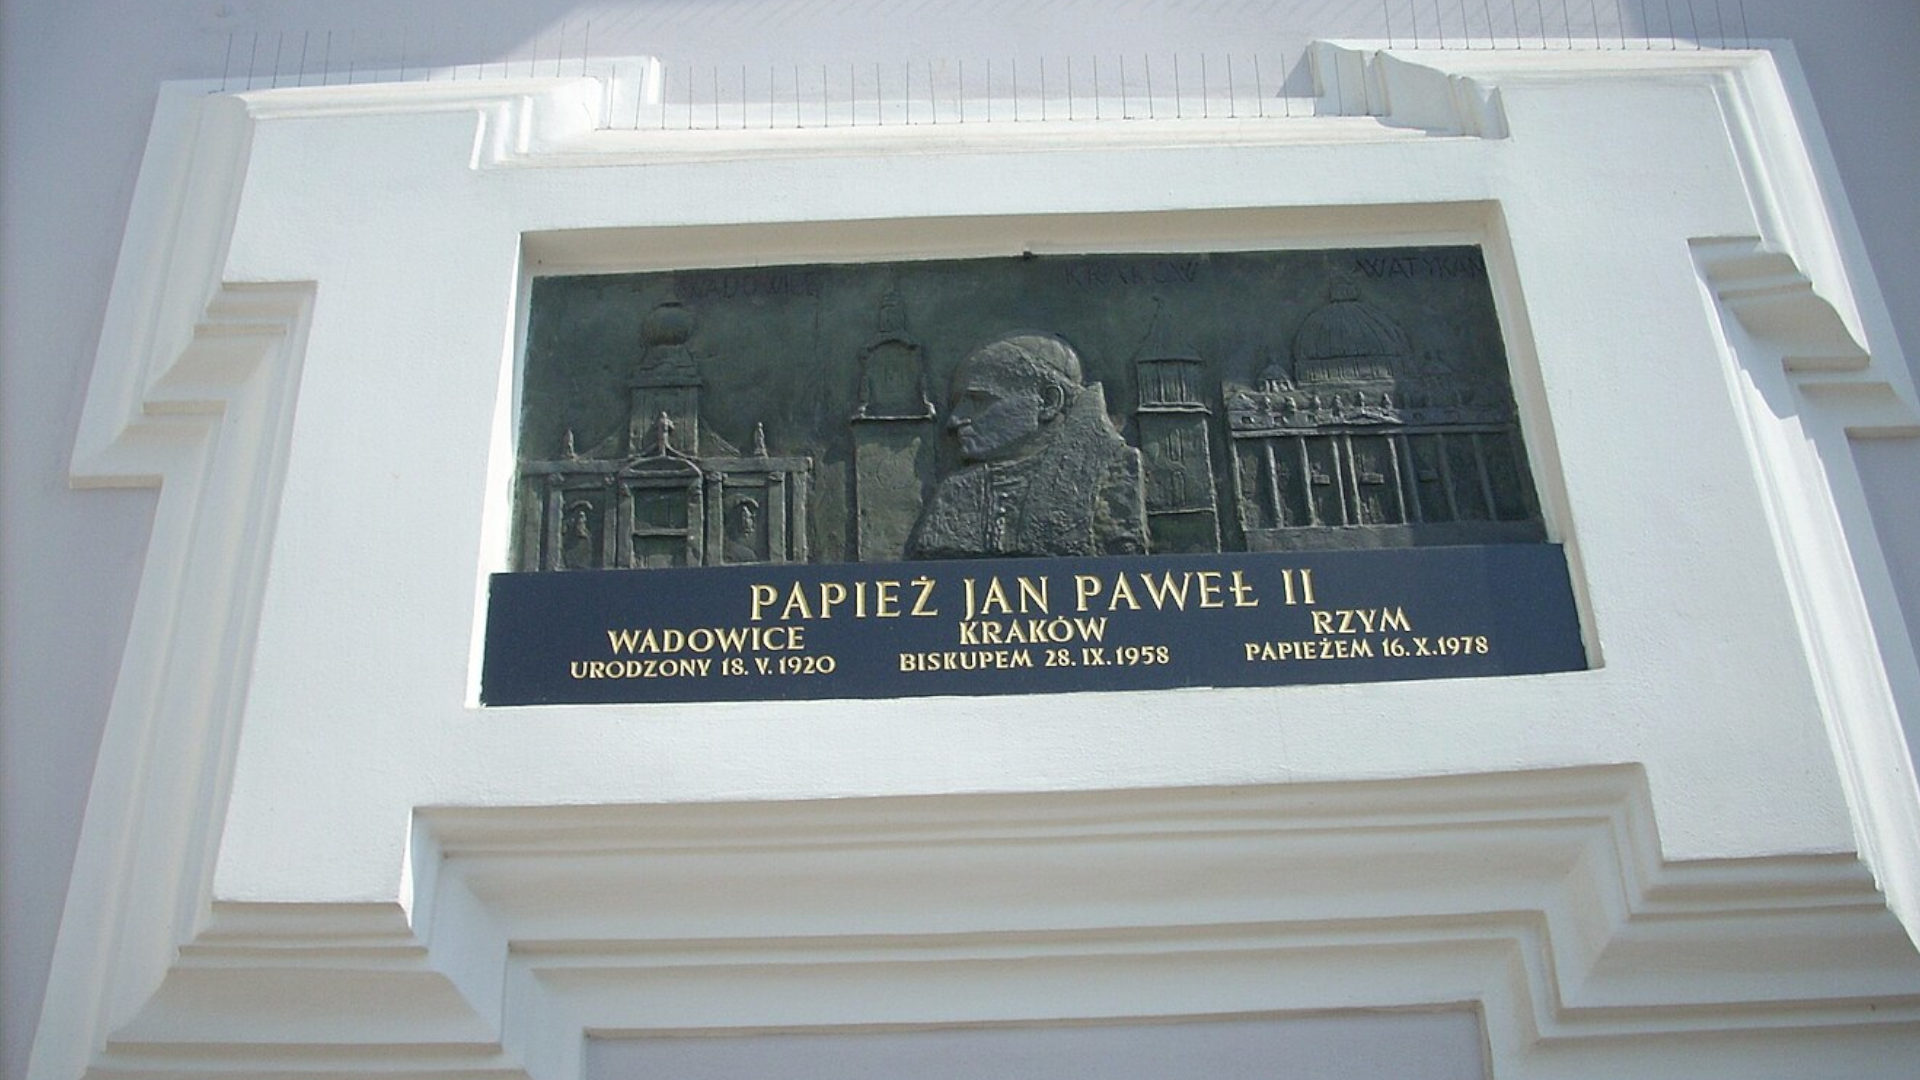 WADOWICE KRAKÓW WATYKAN
PAPIEŻ JAN PAWEŁ II
WADOWICE KRAKÓW RZYM
URODZONY 18. V. 1920 BISKUPEM 28. IX. 1958 PAPIEŻEM 16. X. 1978